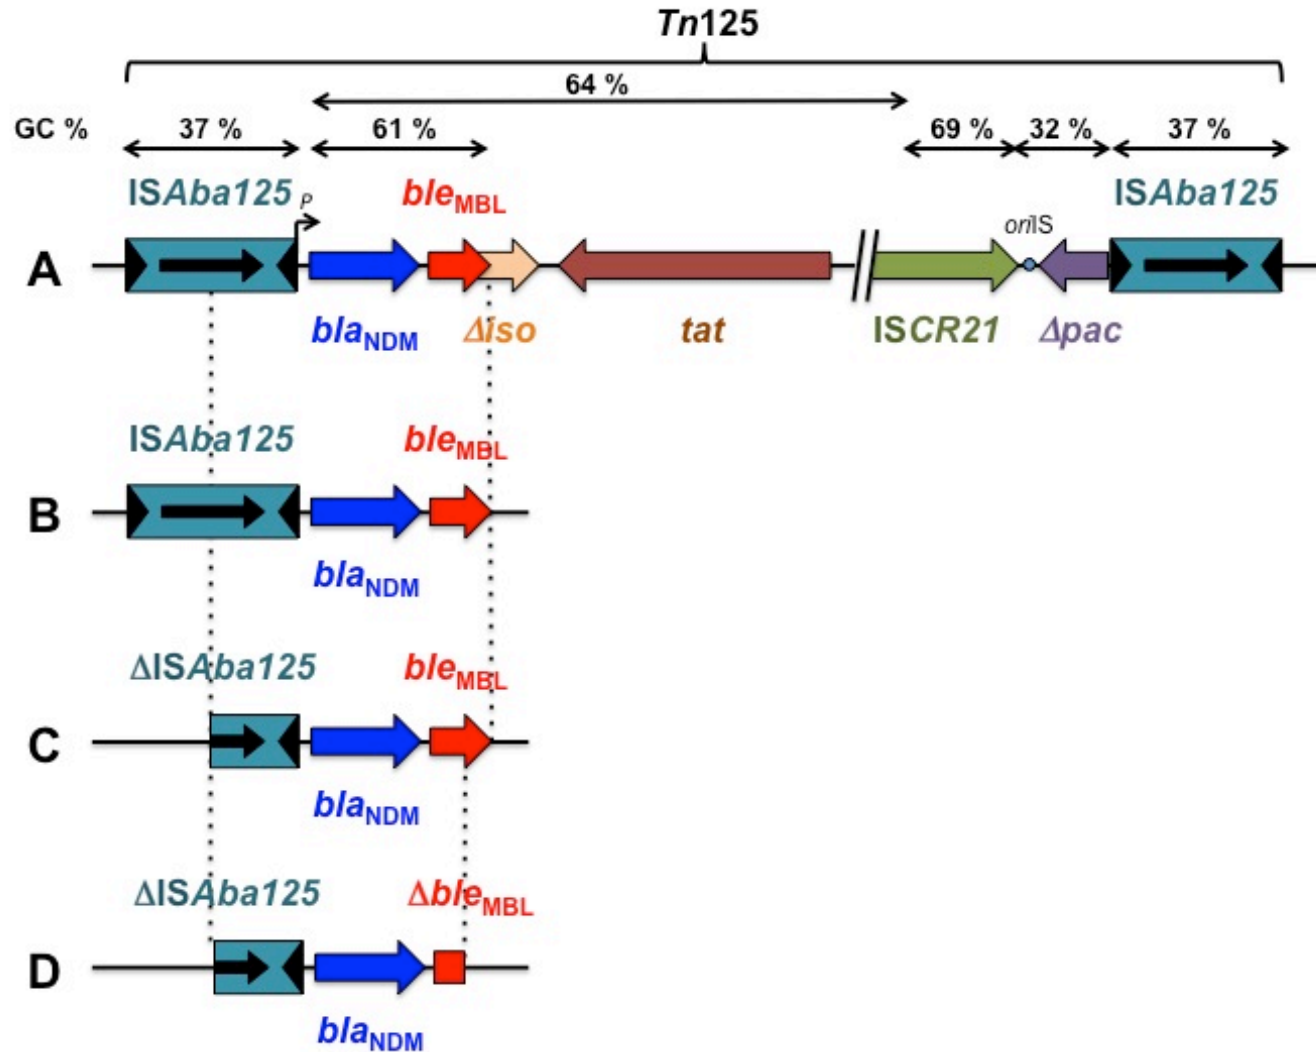 Tn125
64 %
GC % 37 % 61 % 69 % 32 % 37 %
ISAba125 P bleMBL oriIS ISAba125
A
blaNDM Δiso tat ISCR21 Δpac
ISAba125 bleMBL
B
blaNDM
ΔISAba125 bleMBL
C
blaNDM
ΔISAba125 ΔbleMBL
D
blaNDM